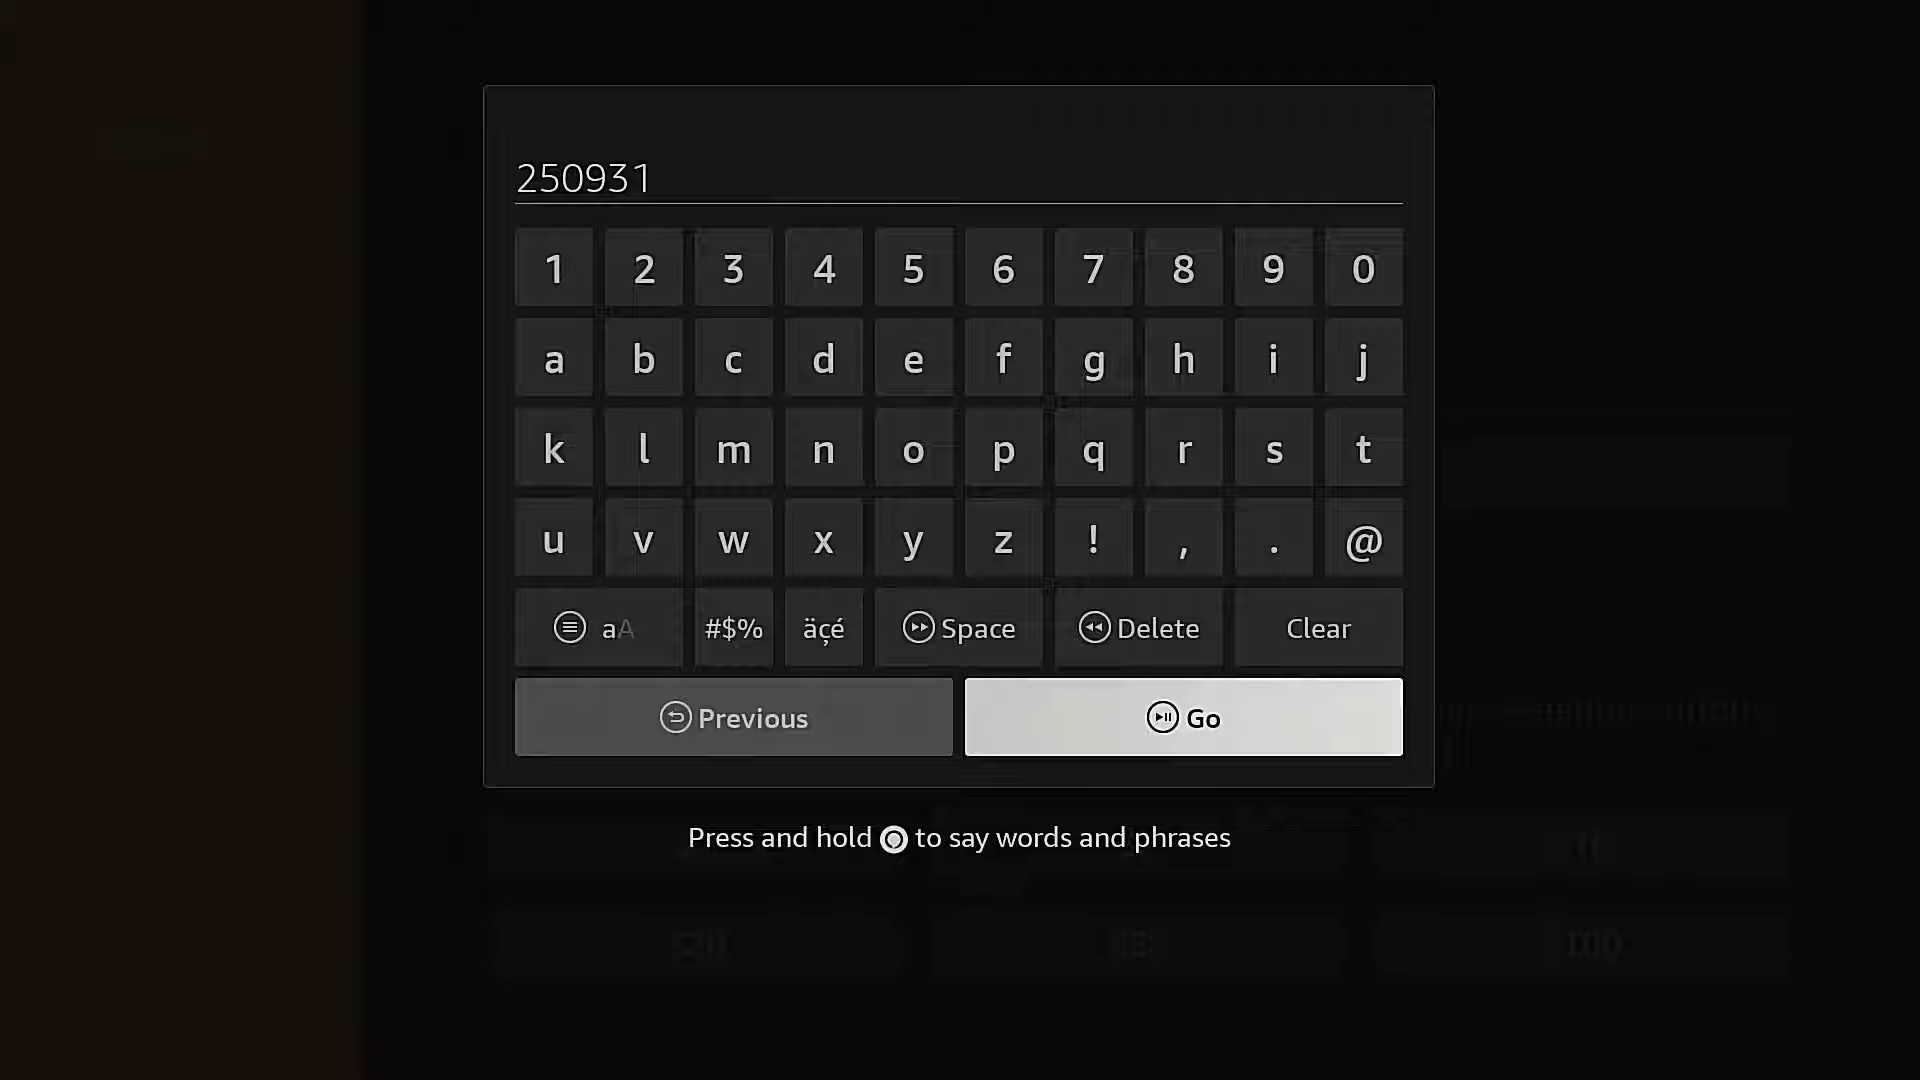 250931
1 2 3 4 5 6 7 8 9 0
a b c d e f g h i j
k l m n o p q r s t
u v w x y z ! , . @
aA #$% äçé Space Delete Clear
Previous Go
Press and hold to say words and phrases